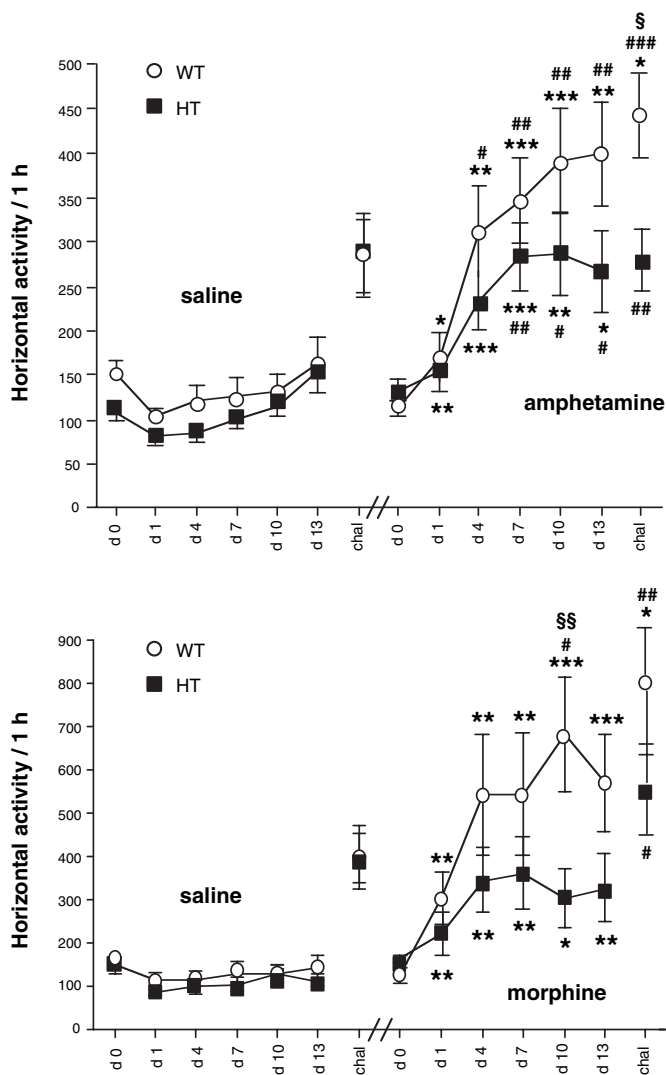 §
###
*
##
***
##
**
##
***
#
**
*
500
450
400
350
300
250
200
150
100
50
0
Horizontal activity / 1 h
WT
HT
saline
amphetamine
**
***
***
##
**
#
*
#
##
d 0
d 1
d 4
d 7
d 10
d 13
chal
d 0
d 1
d 4
d 7
d 10
d 13
chal
##
*
§§
#
***
**
**
***
**
900
800
700
600
500
400
300
200
100
0
Horizontal activity / 1 h
WT
HT
saline
morphine
**
**
**
*
**
#
d 0
d 1
d 4
d 7
d 10
d 13
chal
d 0
d 1
d 4
d 7
d 10
d 13
chal